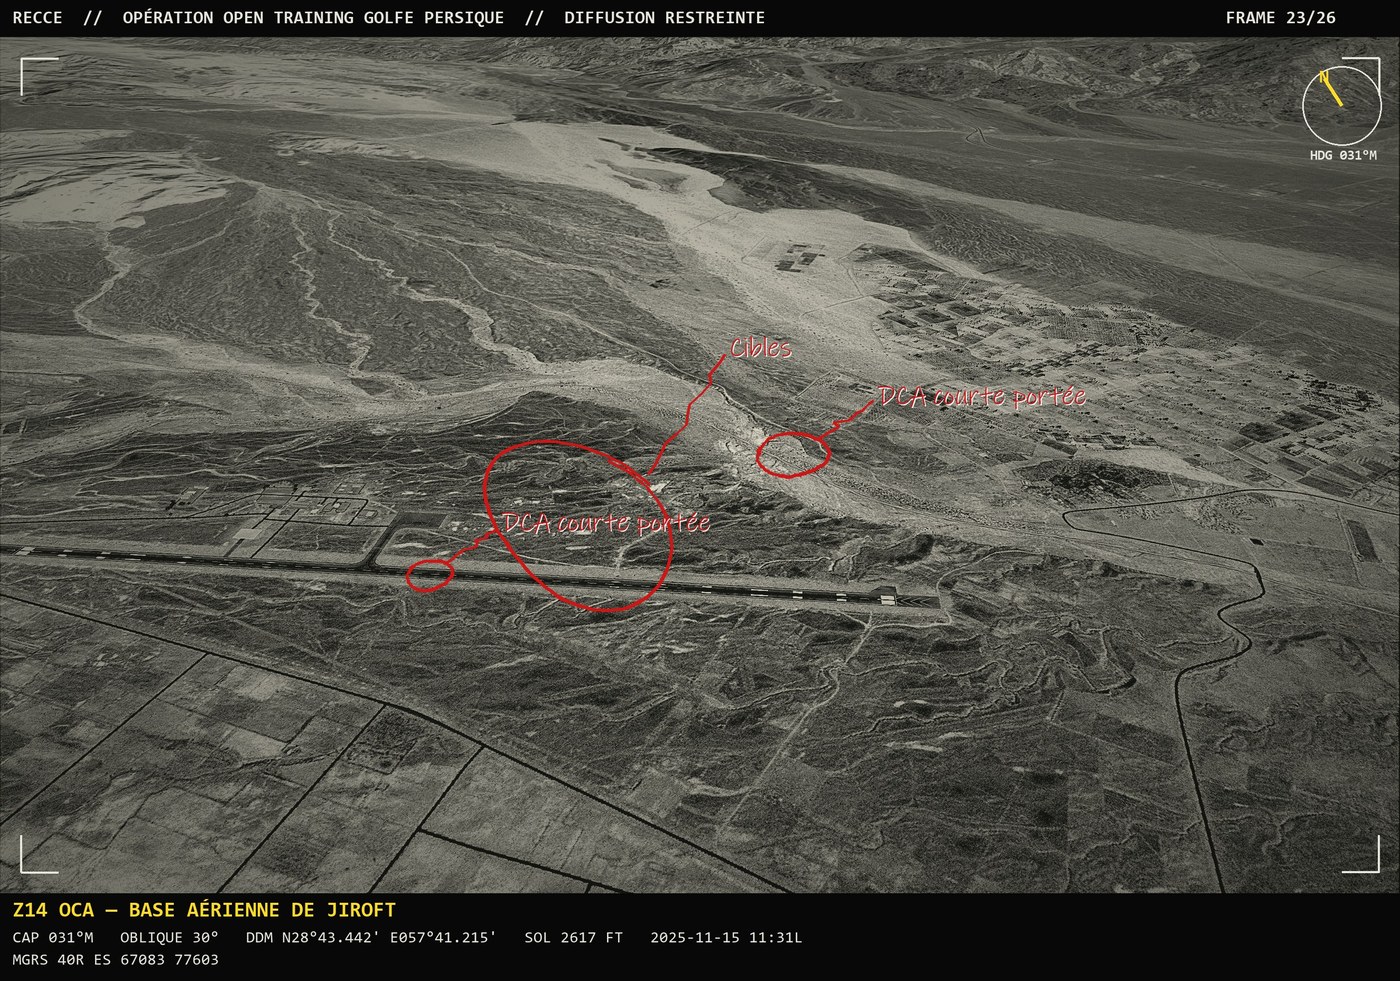 RECCE // OPÉRATION OPEN TRAINING GOLFE PERSIQUE // DIFFUSION RESTREINTE FRAME 23/26
N
HDG 031°M
Cibles
DCA courte portée
DCA courte portée
Z14 OCA — BASE AÉRIENNE DE JIROFT
CAP 031°M OBLIQUE 30° DDM N28°43.442' E057°41.215' SOL 2617 FT 2025-11-15 11:31L
MGRS 40R ES 67083 77603